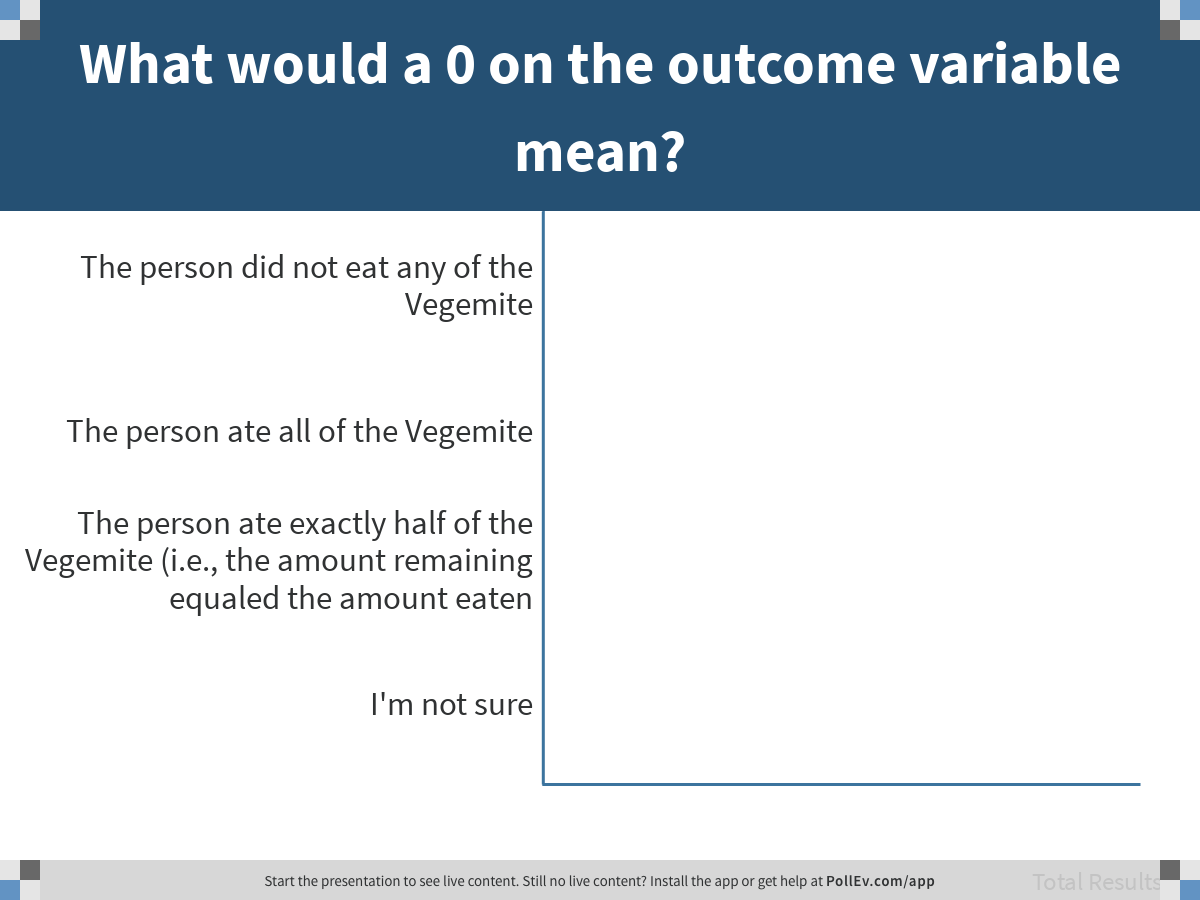 What would a 0 on the outcome variable
mean?
The person did not eat any of the
Vegemite
The person ate all of the Vegemite
The person ate exactly half of the
Vegemite (i.e., the amount remaining
equaled the amount eaten
I'm not sure
Start the presentation to see live content. Still no live content? Install the app or get help at PollEv.com/app
Total Results